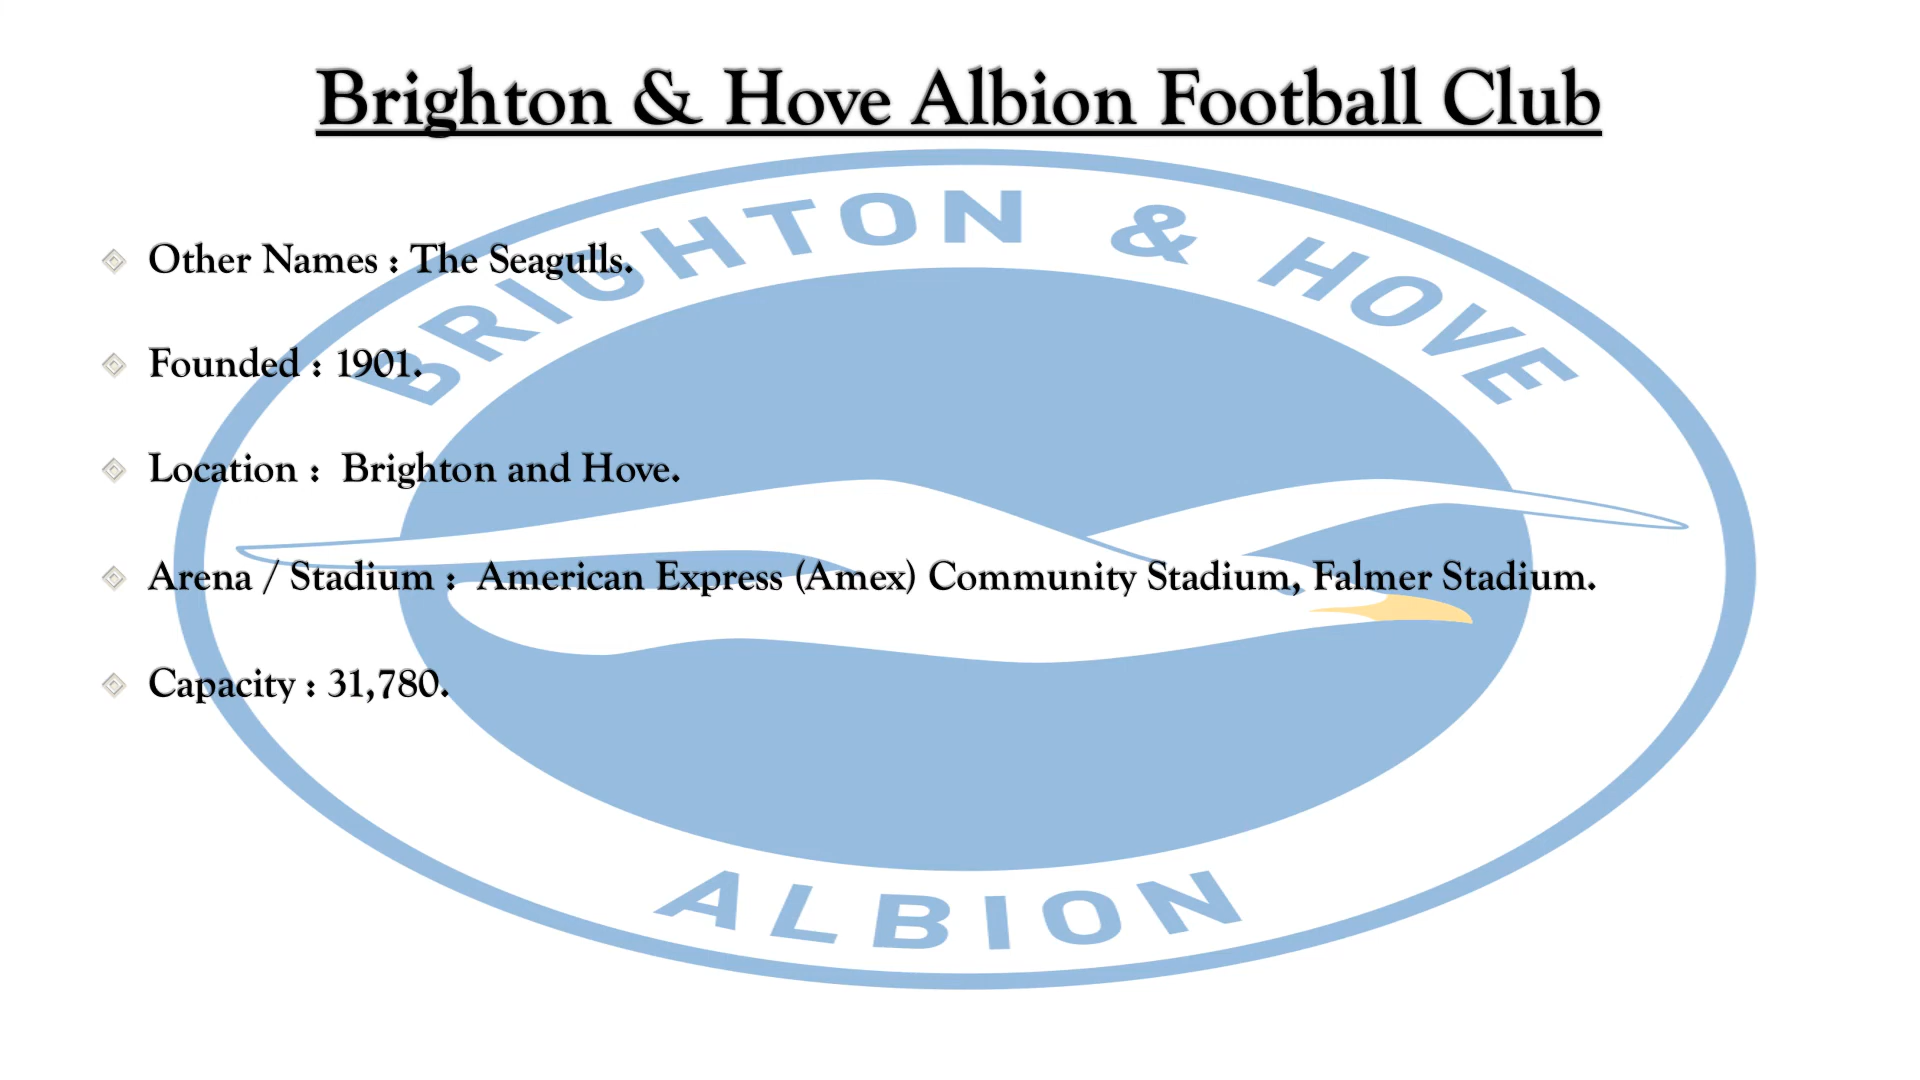 Brighton & Hove Albion Football Club
BRIGHTON & HOVE
Other Names : The Seagulls.
Founded : 1901.
Location :  Brighton and Hove.
Arena / Stadium :  American Express (Amex) Community Stadium, Falmer Stadium.
Capacity : 31,780.
ALBION